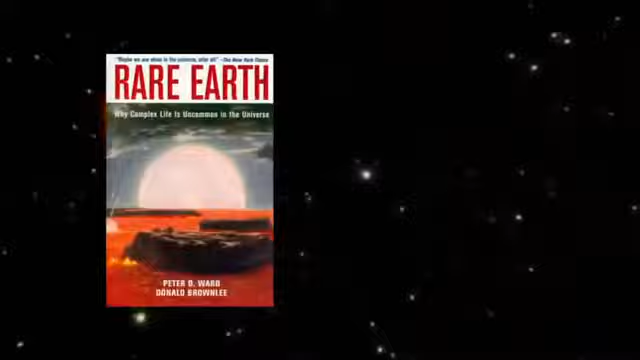 "Maybe we are alone in the universe, after all." —The New York Times
RARE EARTH
Why Complex Life Is Uncommon in the Universe
PETER D. WARD
DONALD BROWNLEE